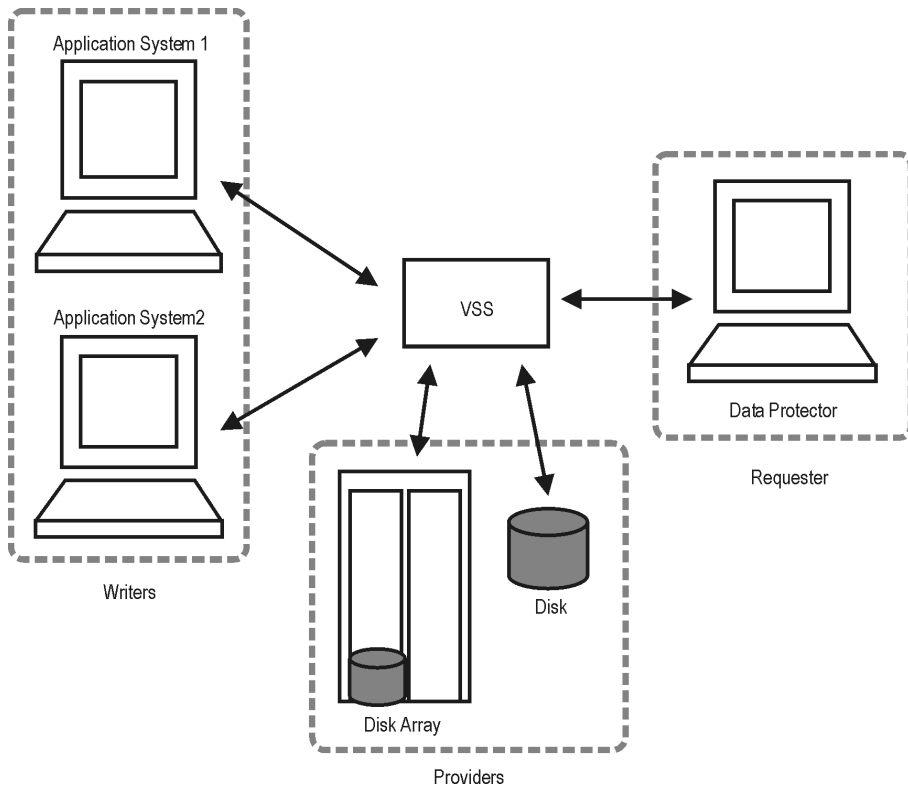 Application System 1
Application System2
Writers
VSS
Data Protector
Requester
Disk
Disk Array
Providers